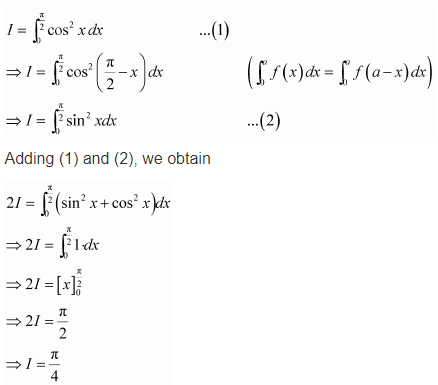 I = ∫₀^{π/2} cos² x dx ...(1)
⇒ I = ∫₀^{π/2} cos² (π/2 − x) dx (∫₀^a f(x) dx = ∫₀^a f(a − x) dx)
⇒ I = ∫₀^{π/2} sin² xdx ...(2)
Adding (1) and (2), we obtain
2I = ∫₀^{π/2} (sin² x + cos² x) dx
⇒ 2I = ∫₀^{π/2} 1·dx
⇒ 2I = [x]₀^{π/2}
⇒ 2I = π/2
⇒ I = π/4